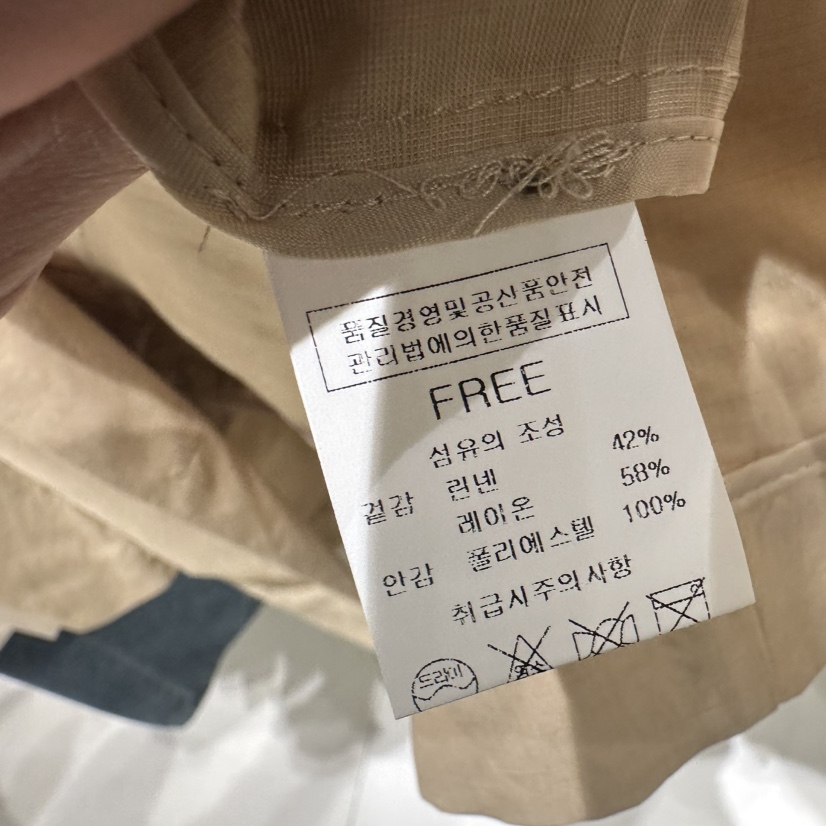 품질경영및공산품안전
관리법에의한품질표시
FREE
섬유의 조성
겉감 린넨 42%
레이온 58%
안감 폴리에스텔 100%
취급시주의사항
드라이